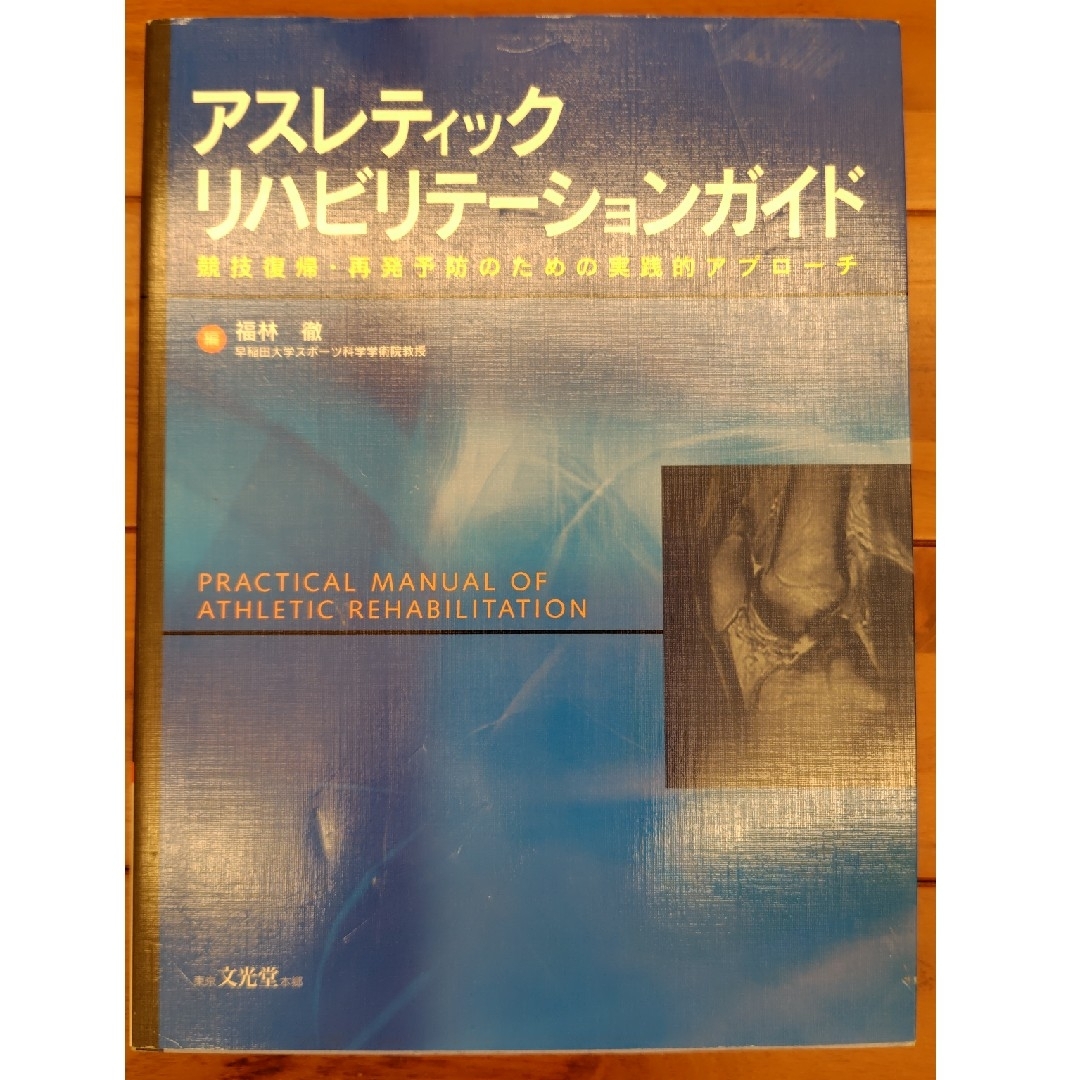 アスレティック
リハビリテーションガイド
競技復帰・再発予防のための実践的アプローチ
編 福林 徹
早稲田大学スポーツ科学学術院教授
PRACTICAL MANUAL OF
ATHLETIC REHABILITATION
東京 文光堂 本郷